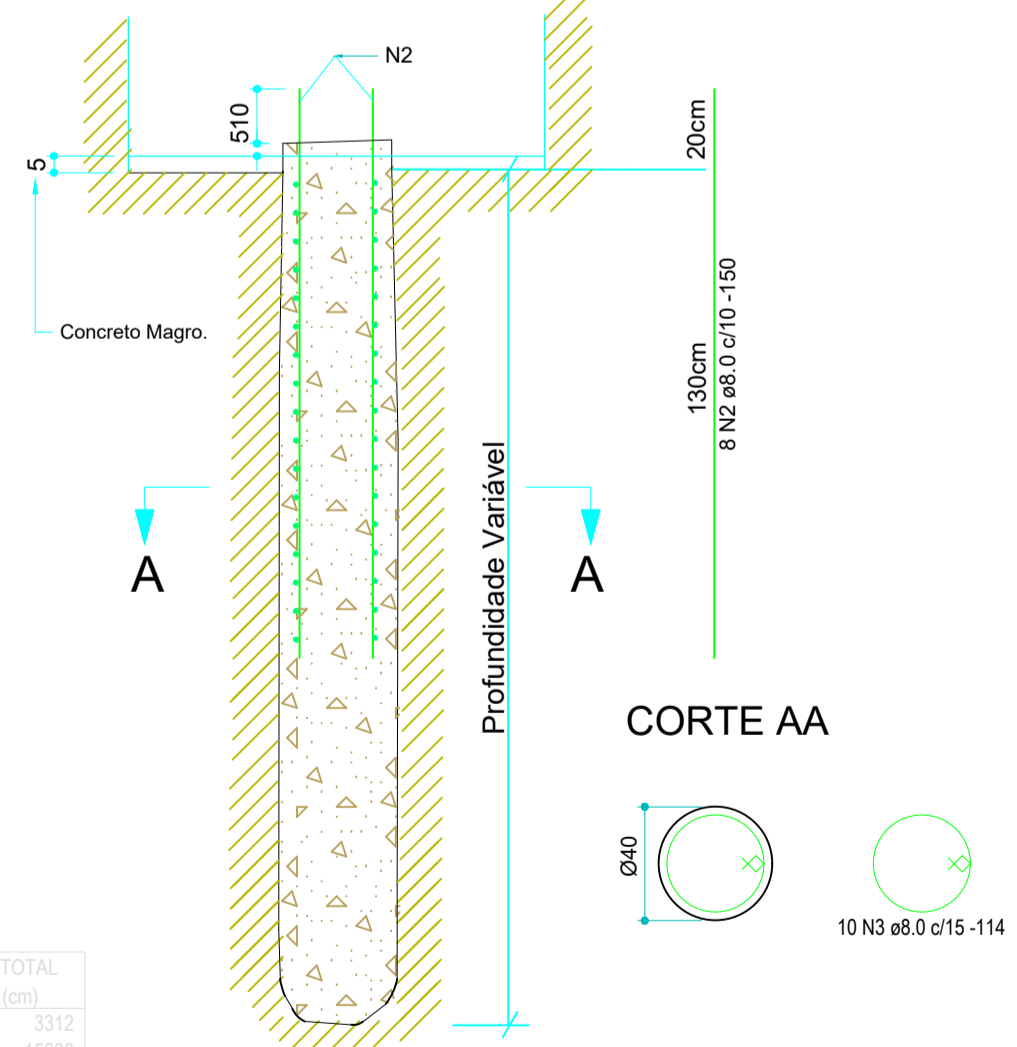 N2
510
5
20cm
Concreto Magro.
130cm
8 N2 ø8.0 c/10 -150
A
A
Profundidade Variável
CORTE AA
Ø40
10 N3 ø8.0 c/15 -114
TOTAL
(cm)
3312